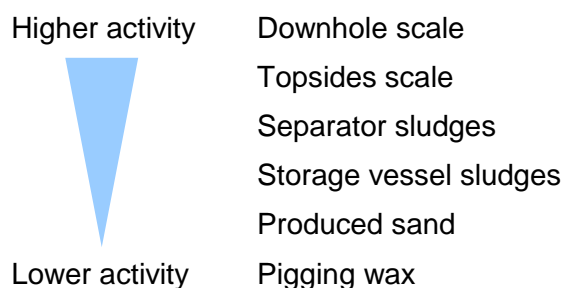 Higher activity Downhole scale
Topsides scale
Separator sludges
Storage vessel sludges
Produced sand
Lower activity Pigging wax